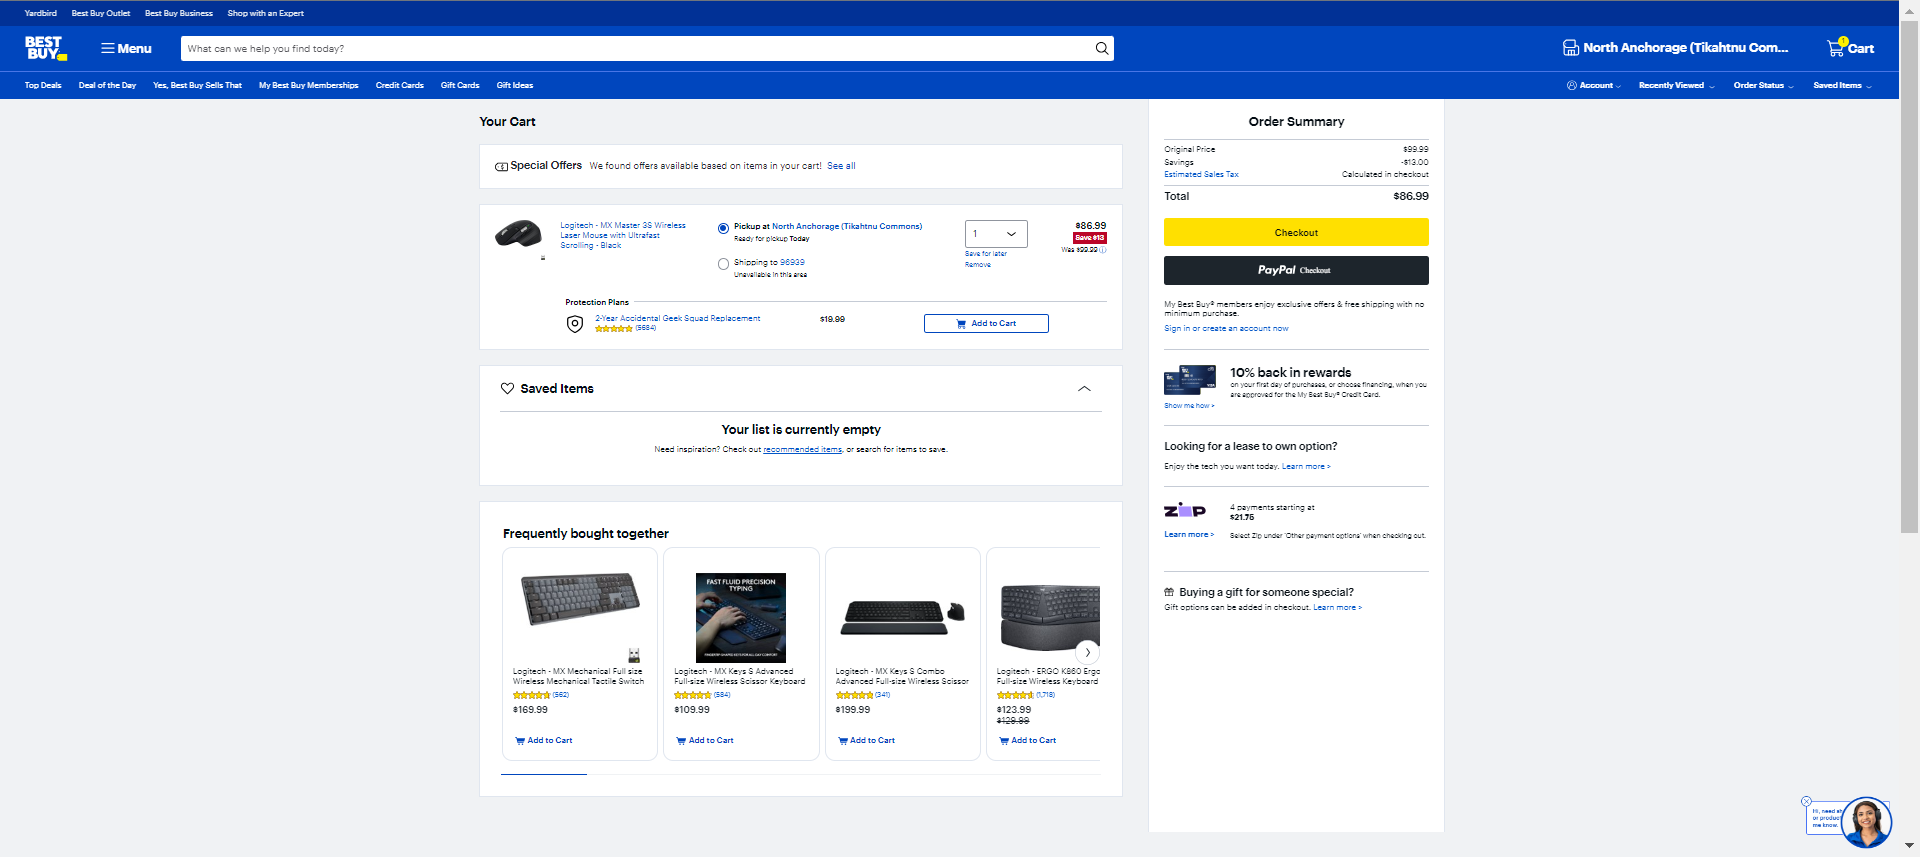 Yardbird Best Buy Outlet Best Buy Business Shop with an Expert
BEST BUY
Menu
What can we help you find today?
North Anchorage (Tikahtnu Com...
1
Cart
Top Deals Deal of the Day Yes, Best Buy Sells That My Best Buy Memberships Credit Cards Gift Cards Gift Ideas
Account Recently Viewed Order Status Saved Items
Your Cart
Special Offers We found offers available based on items in your cart! See all
Logitech - MX Master 3S Wireless
Laser Mouse with Ultrafast
Scrolling - Black
Pickup at North Anchorage (Tikahtnu Commons)
Ready for pickup Today
Shipping to 96939
Unavailable in this area
1
Save for later
Remove
$86.99
Save $13
Was $99.99
Protection Plans
2-Year Accidental Geek Squad Replacement
(5684)
$19.99
Add to Cart
Saved Items
Your list is currently empty
Need inspiration? Check out recommended items, or search for items to save.
Frequently bought together
Logitech - MX Mechanical Full size
Wireless Mechanical Tactile Switch
(562)
$169.99
Add to Cart
FAST FLUID PRECISION
TYPING
Logitech - MX Keys S Advanced
Full-size Wireless Scissor Keyboard
(584)
$109.99
Add to Cart
Logitech - MX Keys S Combo
Advanced Full-size Wireless Scissor
(341)
$199.99
Add to Cart
Logitech - ERGO K860 Ergo
Full-size Wireless Keyboard
(1,718)
$123.99
$129.99
Add to Cart
Order Summary
Original Price $99.99
Savings -$13.00
Estimated Sales Tax Calculated in checkout
Total $86.99
Checkout
PayPal Checkout
My Best Buy® members enjoy exclusive offers & free shipping with no
minimum purchase.
Sign in or create an account now
10% back in rewards
on your first day of purchases, or choose financing, when you
are approved for the My Best Buy® Credit Card.
Show me how >
Looking for a lease to own option?
Enjoy the tech you want today. Learn more >
ZIP
4 payments starting at
$21.75
Learn more >
Select Zip under 'Other payment options' when checking out.
Buying a gift for someone special?
Gift options can be added in checkout. Learn more >
Hi, need
or produc
me know.